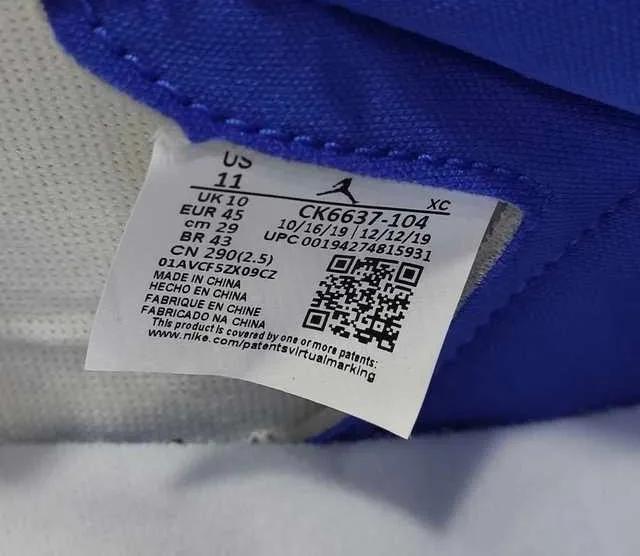 US
11
UK 10
EUR 45
cm 29
BR 43
CN 290(2.5)
01AVCFSZX09CZ
MADE IN CHINA
HECHO EN CHINA
FABRIQUE EN CHINE
FABRICADO NA CHINA
This product is covered by one or more patents:
www.nike.com/patentsvirtualmarking
XC
CK6637-104
10/16/19 | 12/12/19
UPC 00194274815931